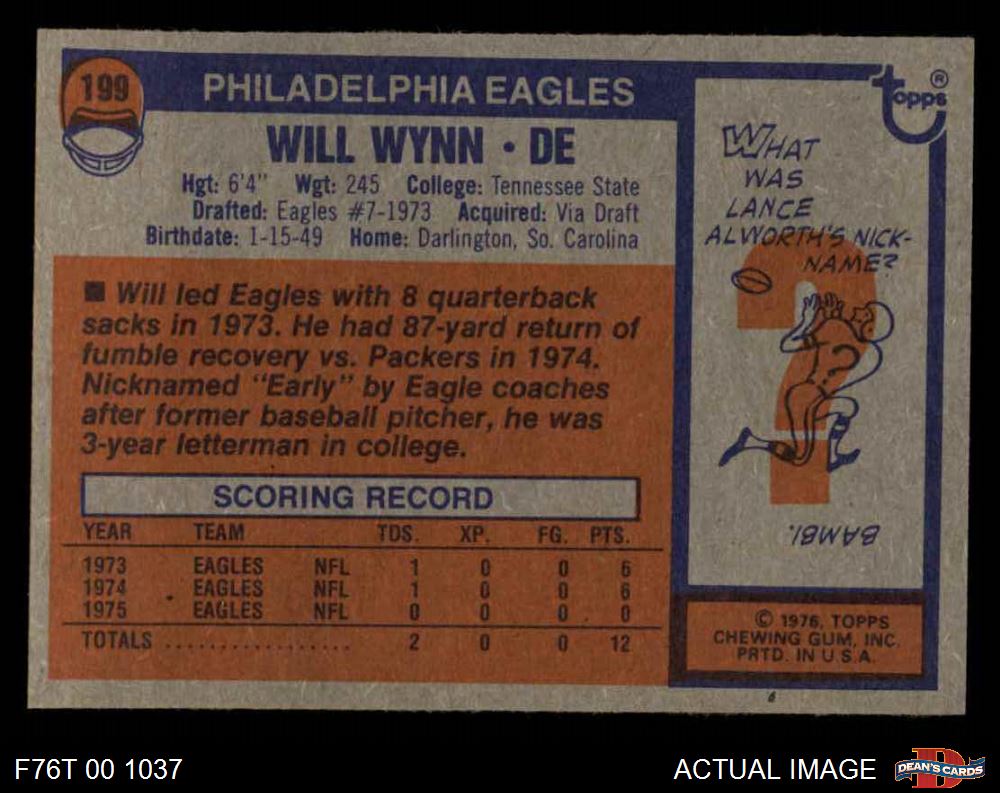 199
PHILADELPHIA EAGLES
WILL WYNN • DE
Hgt: 6'4" Wgt: 245 College: Tennessee State
Drafted: Eagles #7-1973 Acquired: Via Draft
Birthdate: 1-15-49 Home: Darlington, So. Carolina
■ Will led Eagles with 8 quarterback
sacks in 1973. He had 87-yard return of
fumble recovery vs. Packers in 1974.
Nicknamed "Early" by Eagle coaches
after former baseball pitcher, he was
3-year letterman in college.
SCORING RECORD
YEAR TEAM TDS. XP. FG. PTS.
1973 EAGLES NFL 1 0 0 6
1974 EAGLES NFL 1 0 0 6
1975 EAGLES NFL 0 0 0 0
TOTALS .................. 2 0 0 12
topps®
WHAT
WAS
LANCE
ALWORTH'S NICK-
NAME?
?
BAMBI.
© 1976, TOPPS
CHEWING GUM, INC.
PRTD. IN U.S.A.
F76T 00 1037
ACTUAL IMAGE
D
DEAN'S CARDS